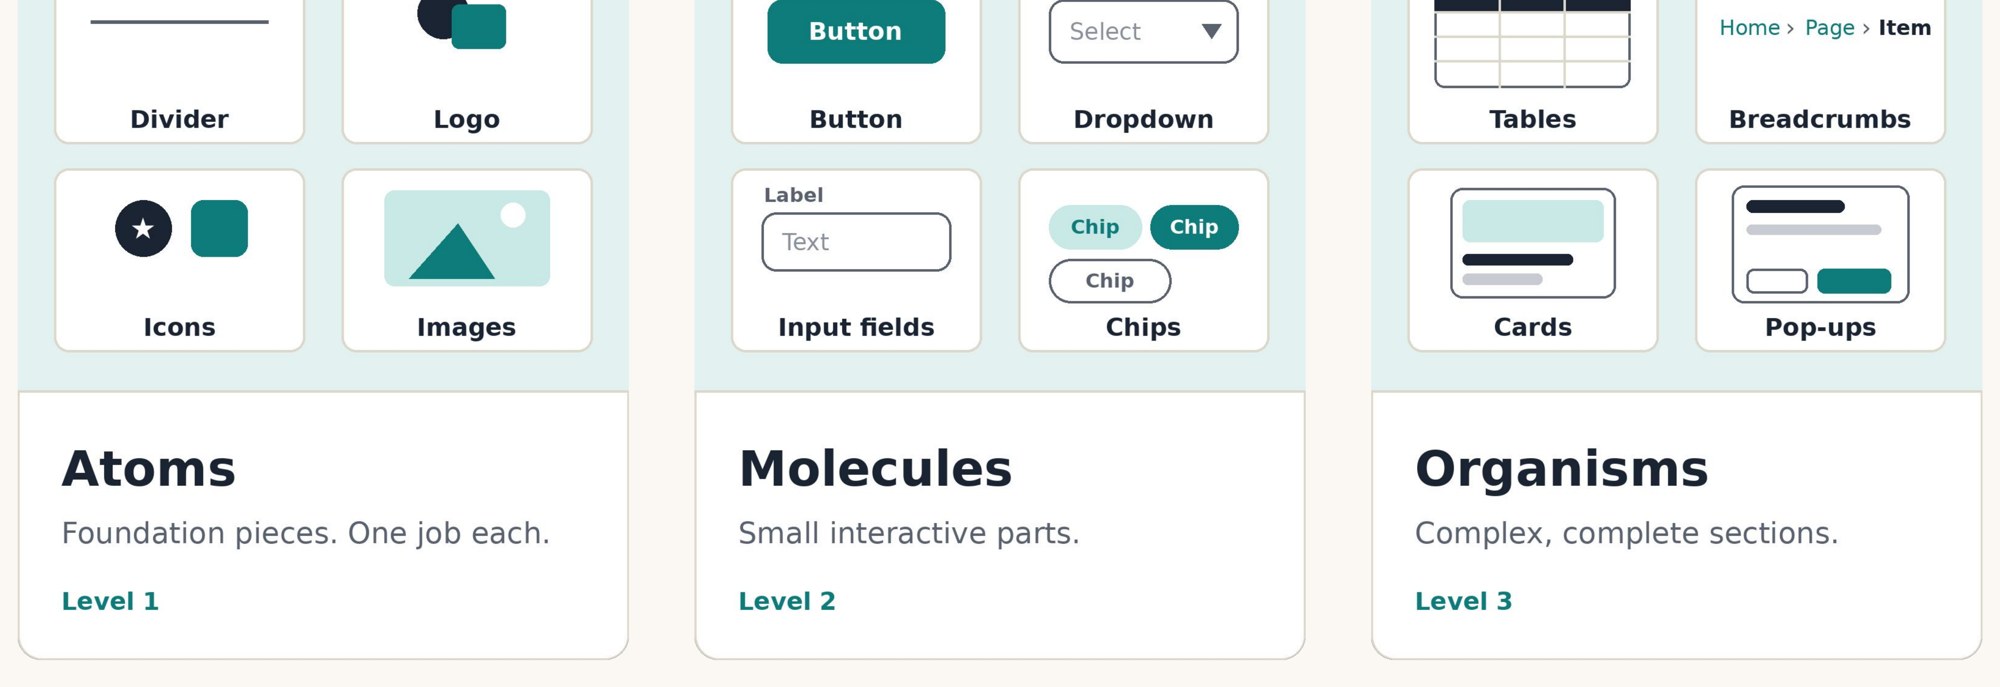 Divider
Logo
Icons
Images
Atoms
Foundation pieces. One job each.
Level 1
Button
Button
Select
Dropdown
Label
Text
Input fields
Chip
Chip
Chip
Chips
Molecules
Small interactive parts.
Level 2
Tables
Home › Page › Item
Breadcrumbs
Cards
Pop-ups
Organisms
Complex, complete sections.
Level 3